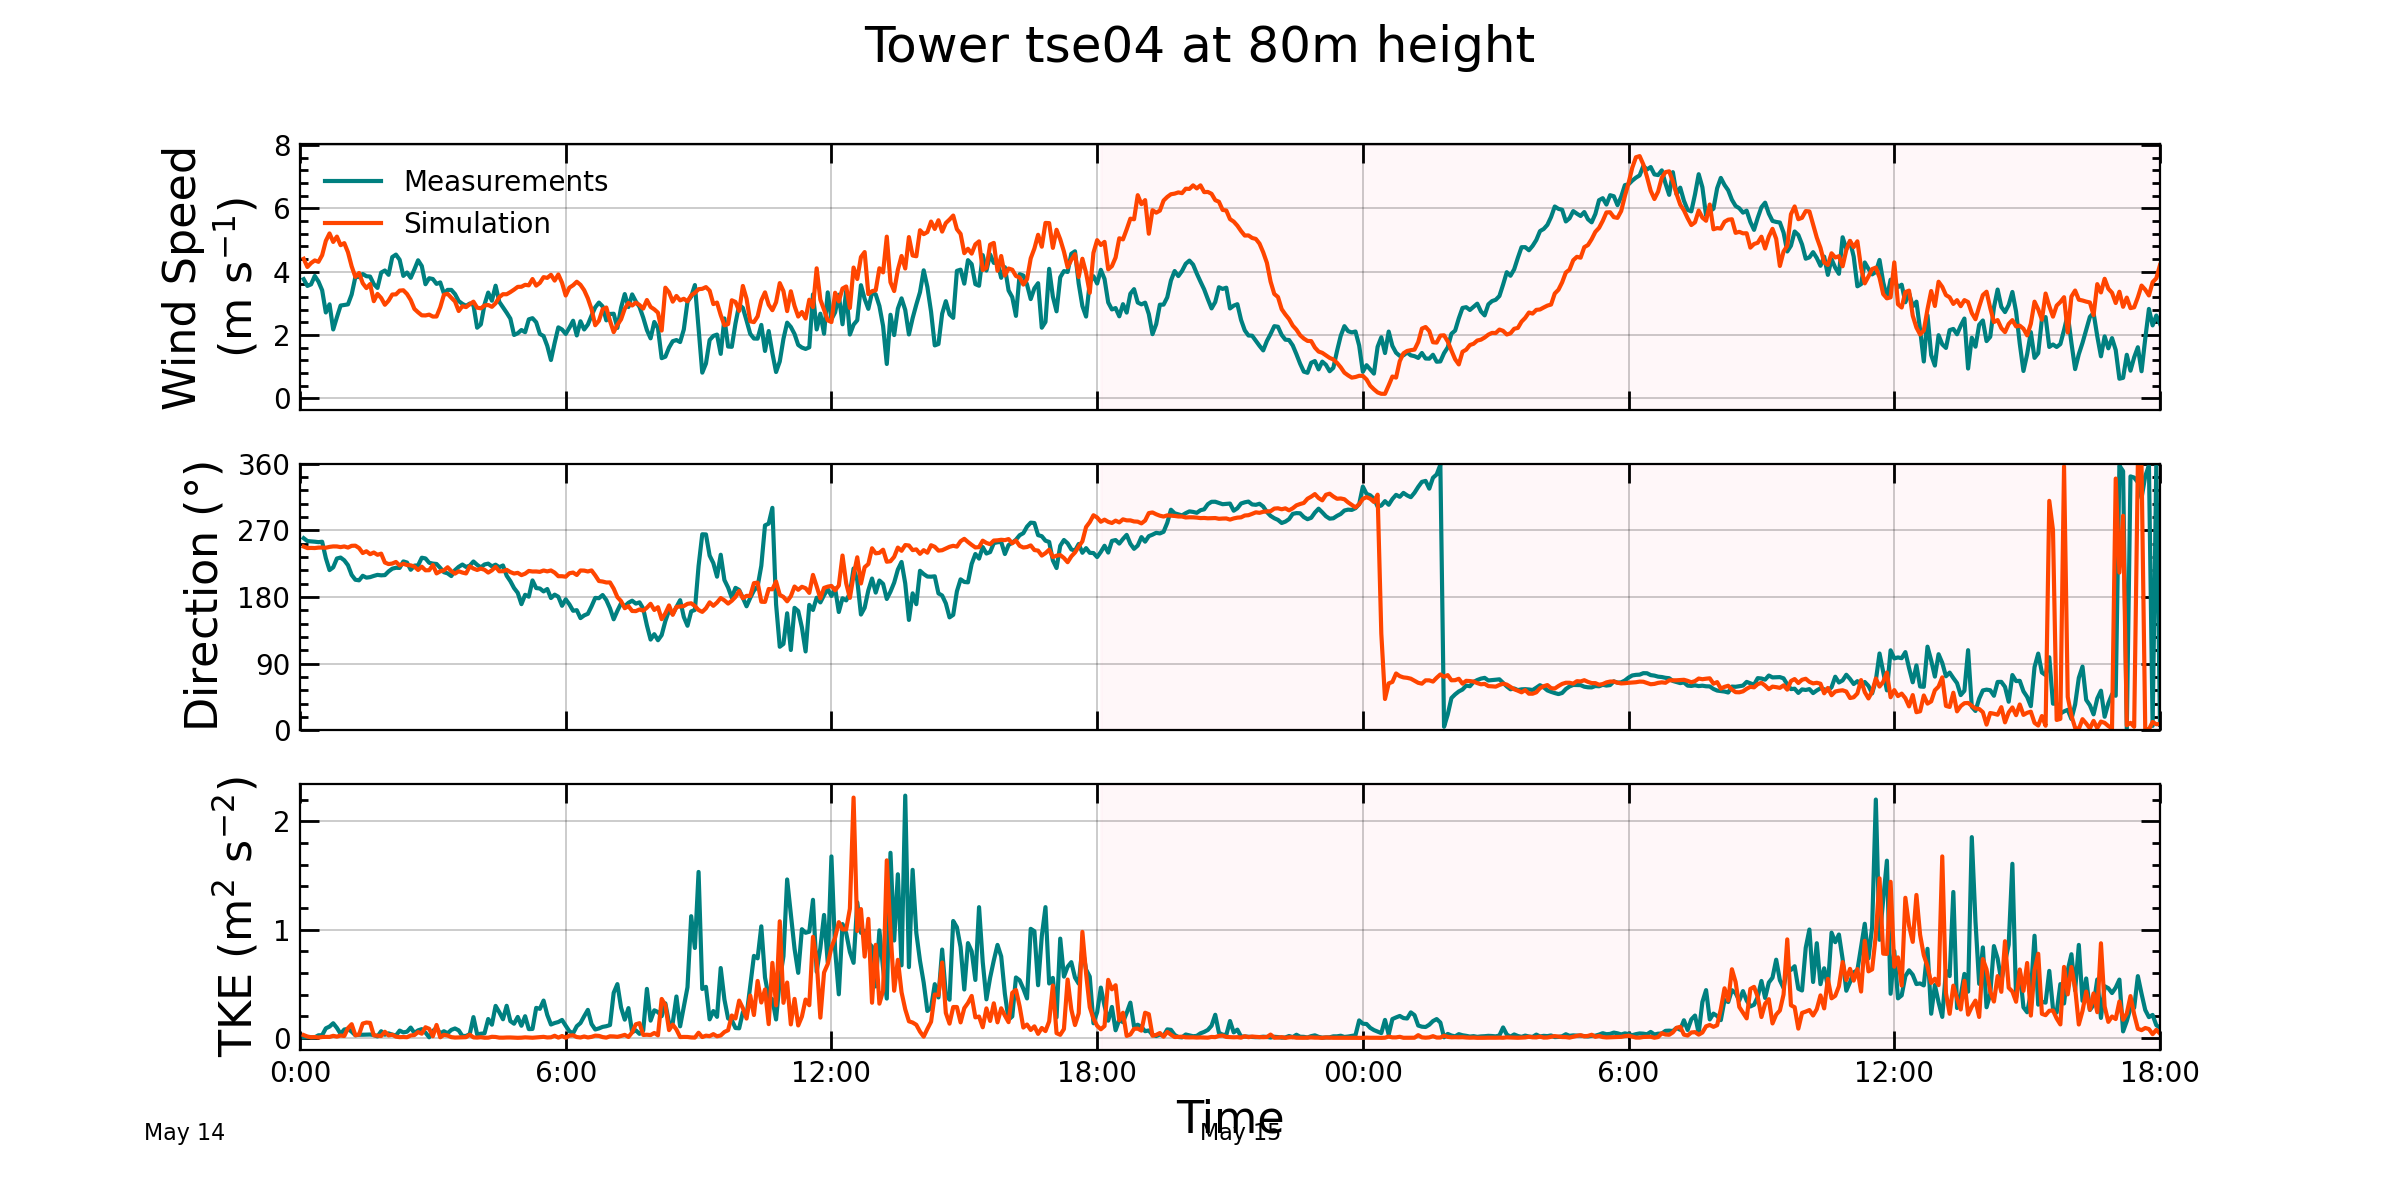 Tower tse04 at 80m height
Wind Speed
(m s⁻¹)
8
6
4
2
0
Measurements
Simulation
Direction (°)
360
270
180
90
0
TKE (m² s⁻²)
2
1
0
0:00 6:00 12:00 18:00 00:00 6:00 12:00 18:00
Time
May 14 May 15